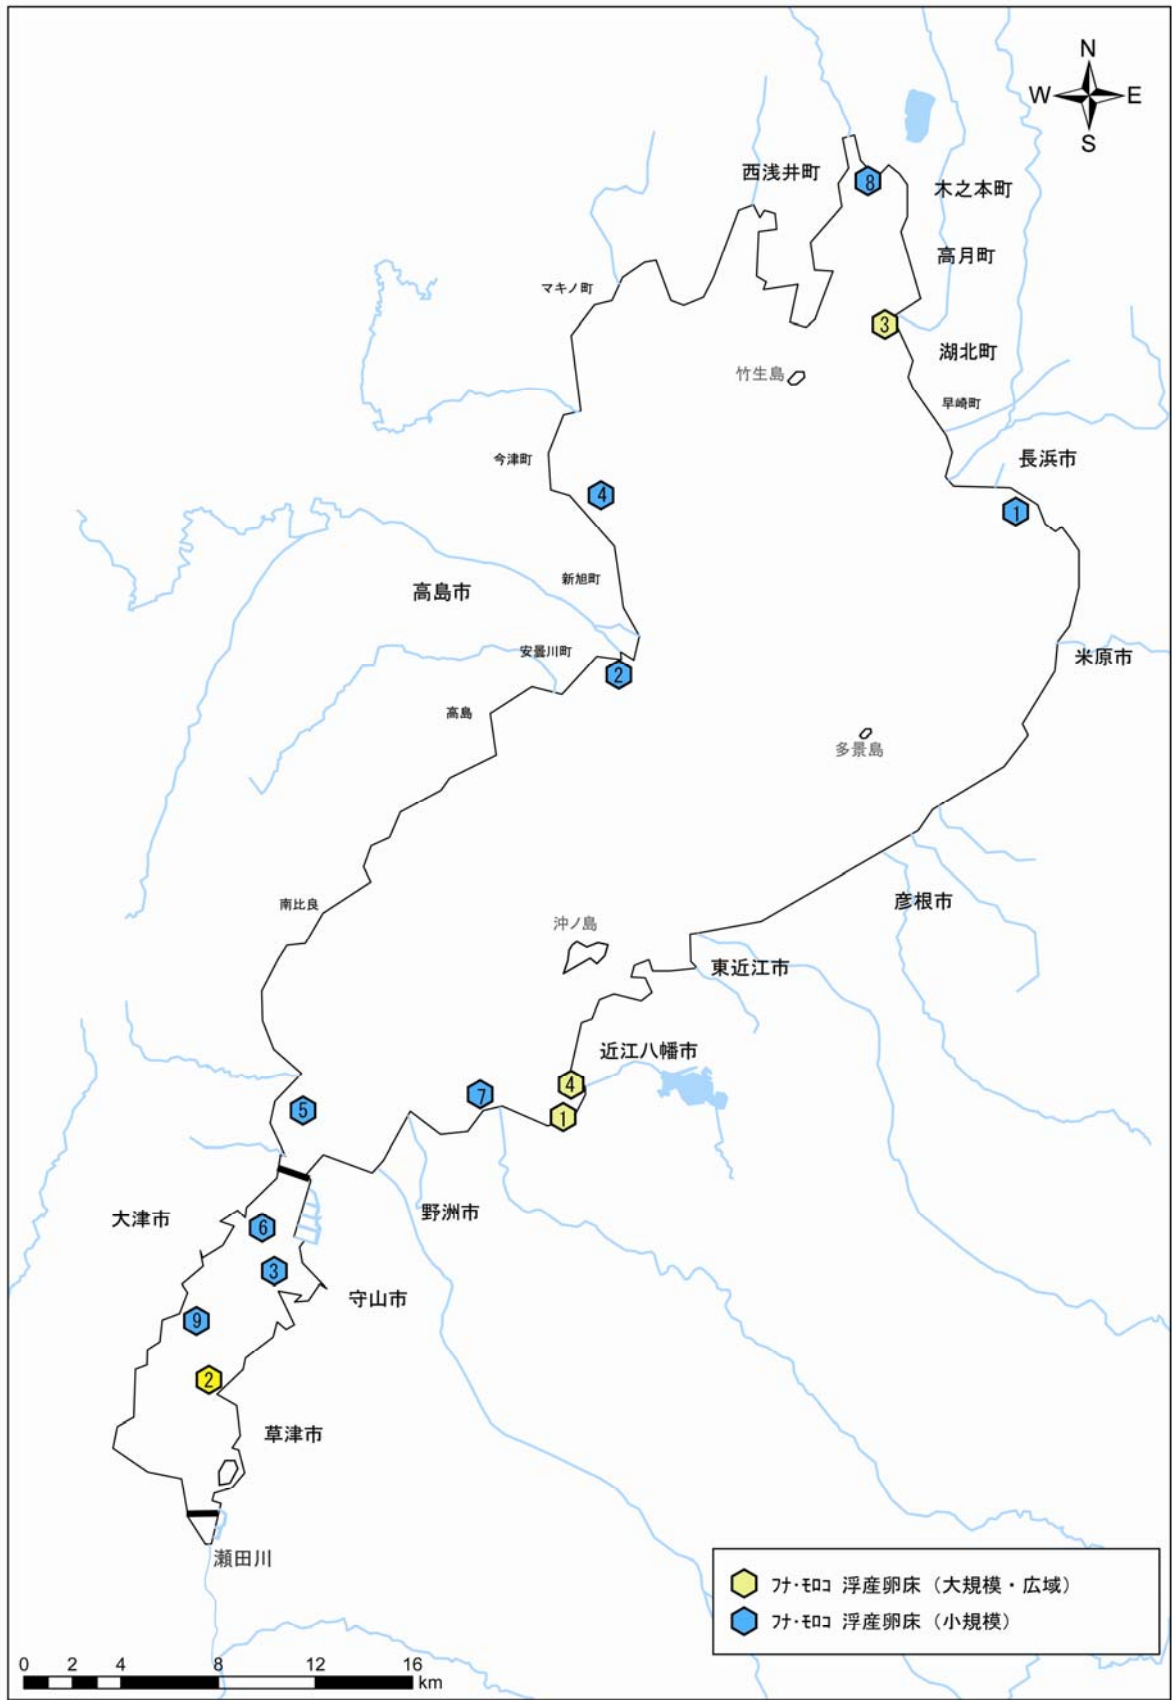 N
W E
S
西浅井町
8
木之本町
高月町
マキノ町
3
湖北町
竹生島
早崎町
今津町
長浜市
4
1
新旭町
高島市
安曇川町
米原市
2
高島
多景島
南比良
彦根市
沖ノ島
東近江市
近江八幡市
4
7
5
1
大津市
野洲市
6
3
守山市
9
2
草津市
瀬田川
ﾌﾅ･ﾓﾛｺ 浮産卵床（大規模・広域）
ﾌﾅ･ﾓﾛｺ 浮産卵床（小規模）
0 2 4 8 12 16
km